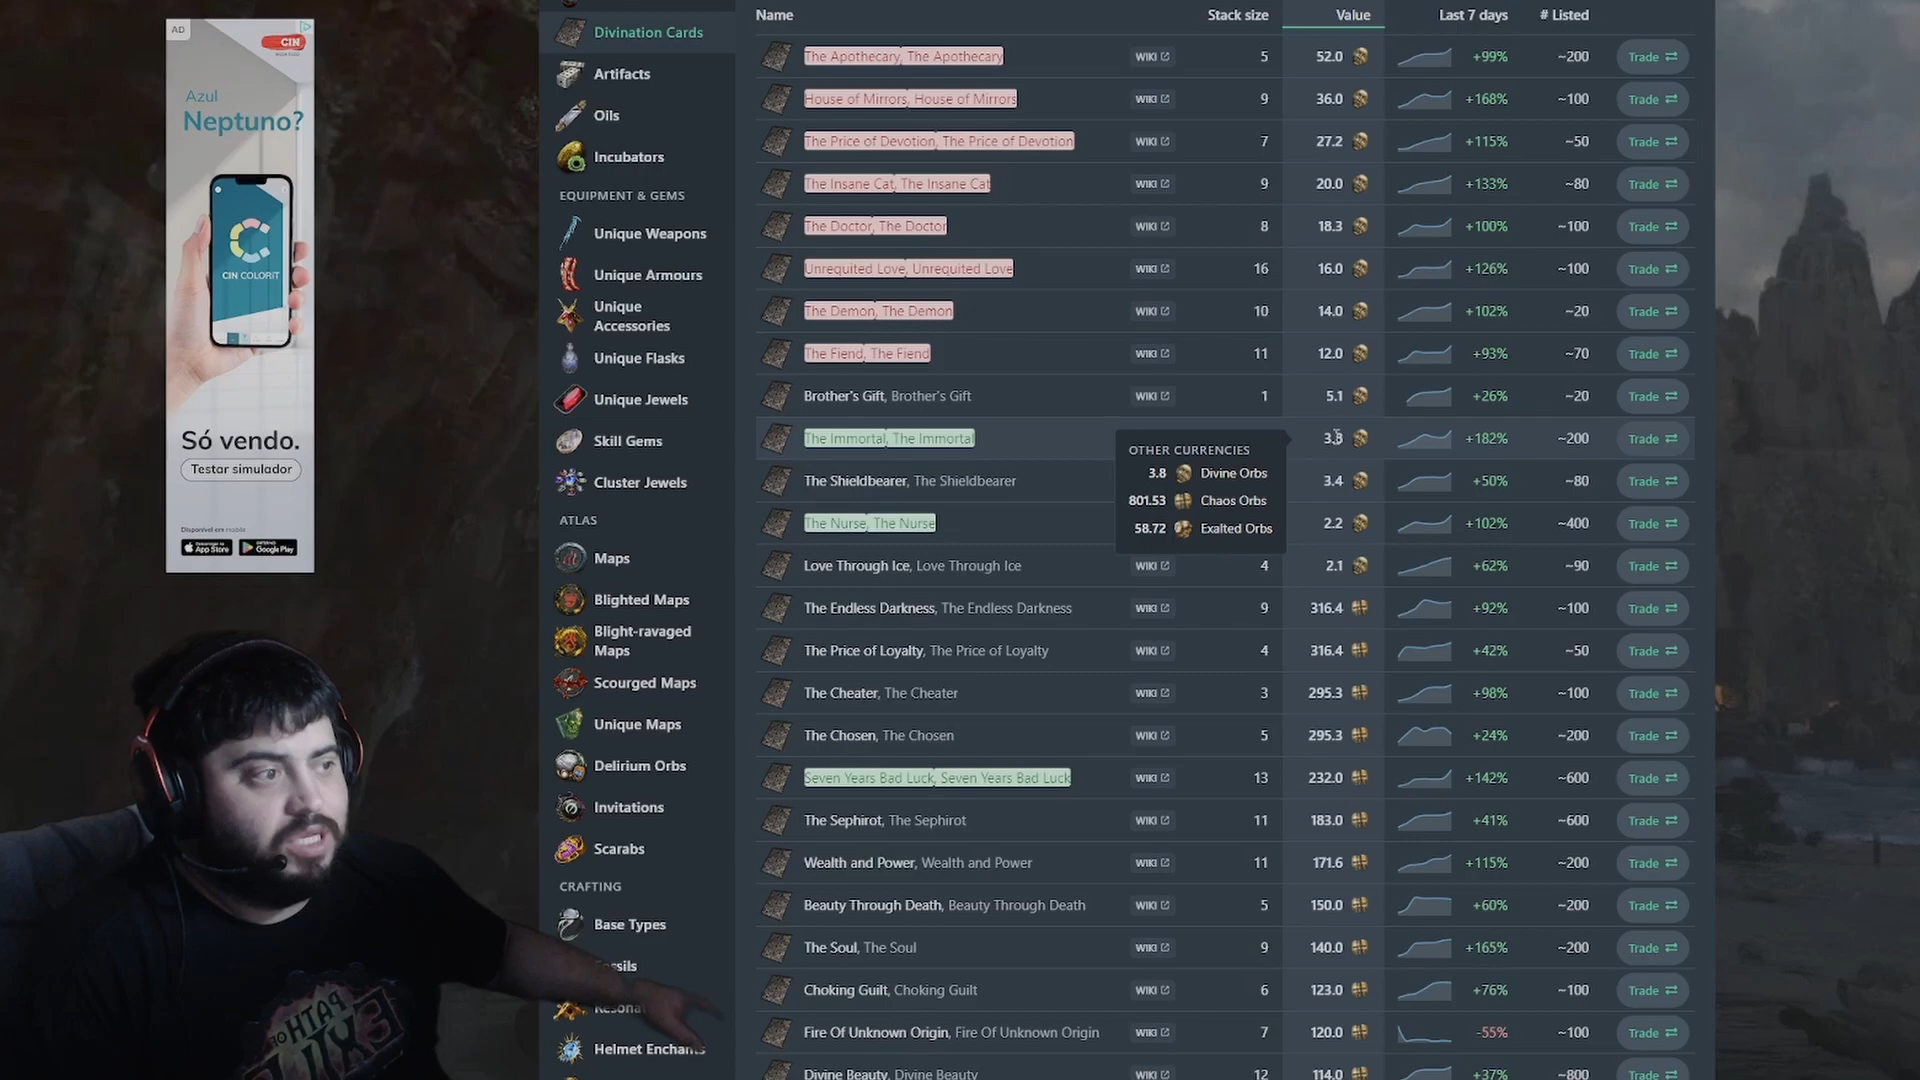 AD
CIN
Azul
Neptuno?
CIN COLORiT
Só vendo.
Testar simulador
Disponível em mobile
App Store
Google Play
Divination Cards
Artifacts
Oils
Incubators
EQUIPMENT & GEMS
Unique Weapons
Unique Armours
Unique
Accessories
Unique Flasks
Unique Jewels
Skill Gems
Cluster Jewels
ATLAS
Maps
Blighted Maps
Blight-ravaged
Maps
Scourged Maps
Unique Maps
Delirium Orbs
Invitations
Scarabs
CRAFTING
Base Types
Fossils
Resona
Helmet Enchants
Name Stack size Value Last 7 days # Listed
The Apothecary, The Apothecary WIKI 5 52.0 +99% ~200 Trade
House of Mirrors, House of Mirrors WIKI 9 36.0 +168% ~100 Trade
The Price of Devotion, The Price of Devotion WIKI 7 27.2 +115% ~50 Trade
The Insane Cat, The Insane Cat WIKI 9 20.0 +133% ~80 Trade
The Doctor, The Doctor WIKI 8 18.3 +100% ~100 Trade
Unrequited Love, Unrequited Love WIKI 16 16.0 +126% ~100 Trade
The Demon, The Demon WIKI 10 14.0 +102% ~20 Trade
The Fiend, The Fiend WIKI 11 12.0 +93% ~70 Trade
Brother's Gift, Brother's Gift WIKI 1 5.1 +26% ~20 Trade
The Immortal, The Immortal 3.8 +182% ~200 Trade
OTHER CURRENCIES
3.8 Divine Orbs
801.53 Chaos Orbs
58.72 Exalted Orbs
The Shieldbearer, The Shieldbearer 3.4 +50% ~80 Trade
The Nurse, The Nurse 2.2 +102% ~400 Trade
Love Through Ice, Love Through Ice WIKI 4 2.1 +62% ~90 Trade
The Endless Darkness, The Endless Darkness WIKI 9 316.4 +92% ~100 Trade
The Price of Loyalty, The Price of Loyalty WIKI 4 316.4 +42% ~50 Trade
The Cheater, The Cheater WIKI 3 295.3 +98% ~100 Trade
The Chosen, The Chosen WIKI 5 295.3 +24% ~200 Trade
Seven Years Bad Luck, Seven Years Bad Luck WIKI 13 232.0 +142% ~600 Trade
The Sephirot, The Sephirot WIKI 11 183.0 +41% ~600 Trade
Wealth and Power, Wealth and Power WIKI 11 171.6 +115% ~200 Trade
Beauty Through Death, Beauty Through Death WIKI 5 150.0 +60% ~200 Trade
The Soul, The Soul WIKI 9 140.0 +165% ~200 Trade
Choking Guilt, Choking Guilt WIKI 6 123.0 +76% ~100 Trade
Fire Of Unknown Origin, Fire Of Unknown Origin WIKI 7 120.0 -55% ~100 Trade
Divine Beauty, Divine Beauty WIKI 12 114.0 +37% ~800 Trade
PATH OF
EXILE